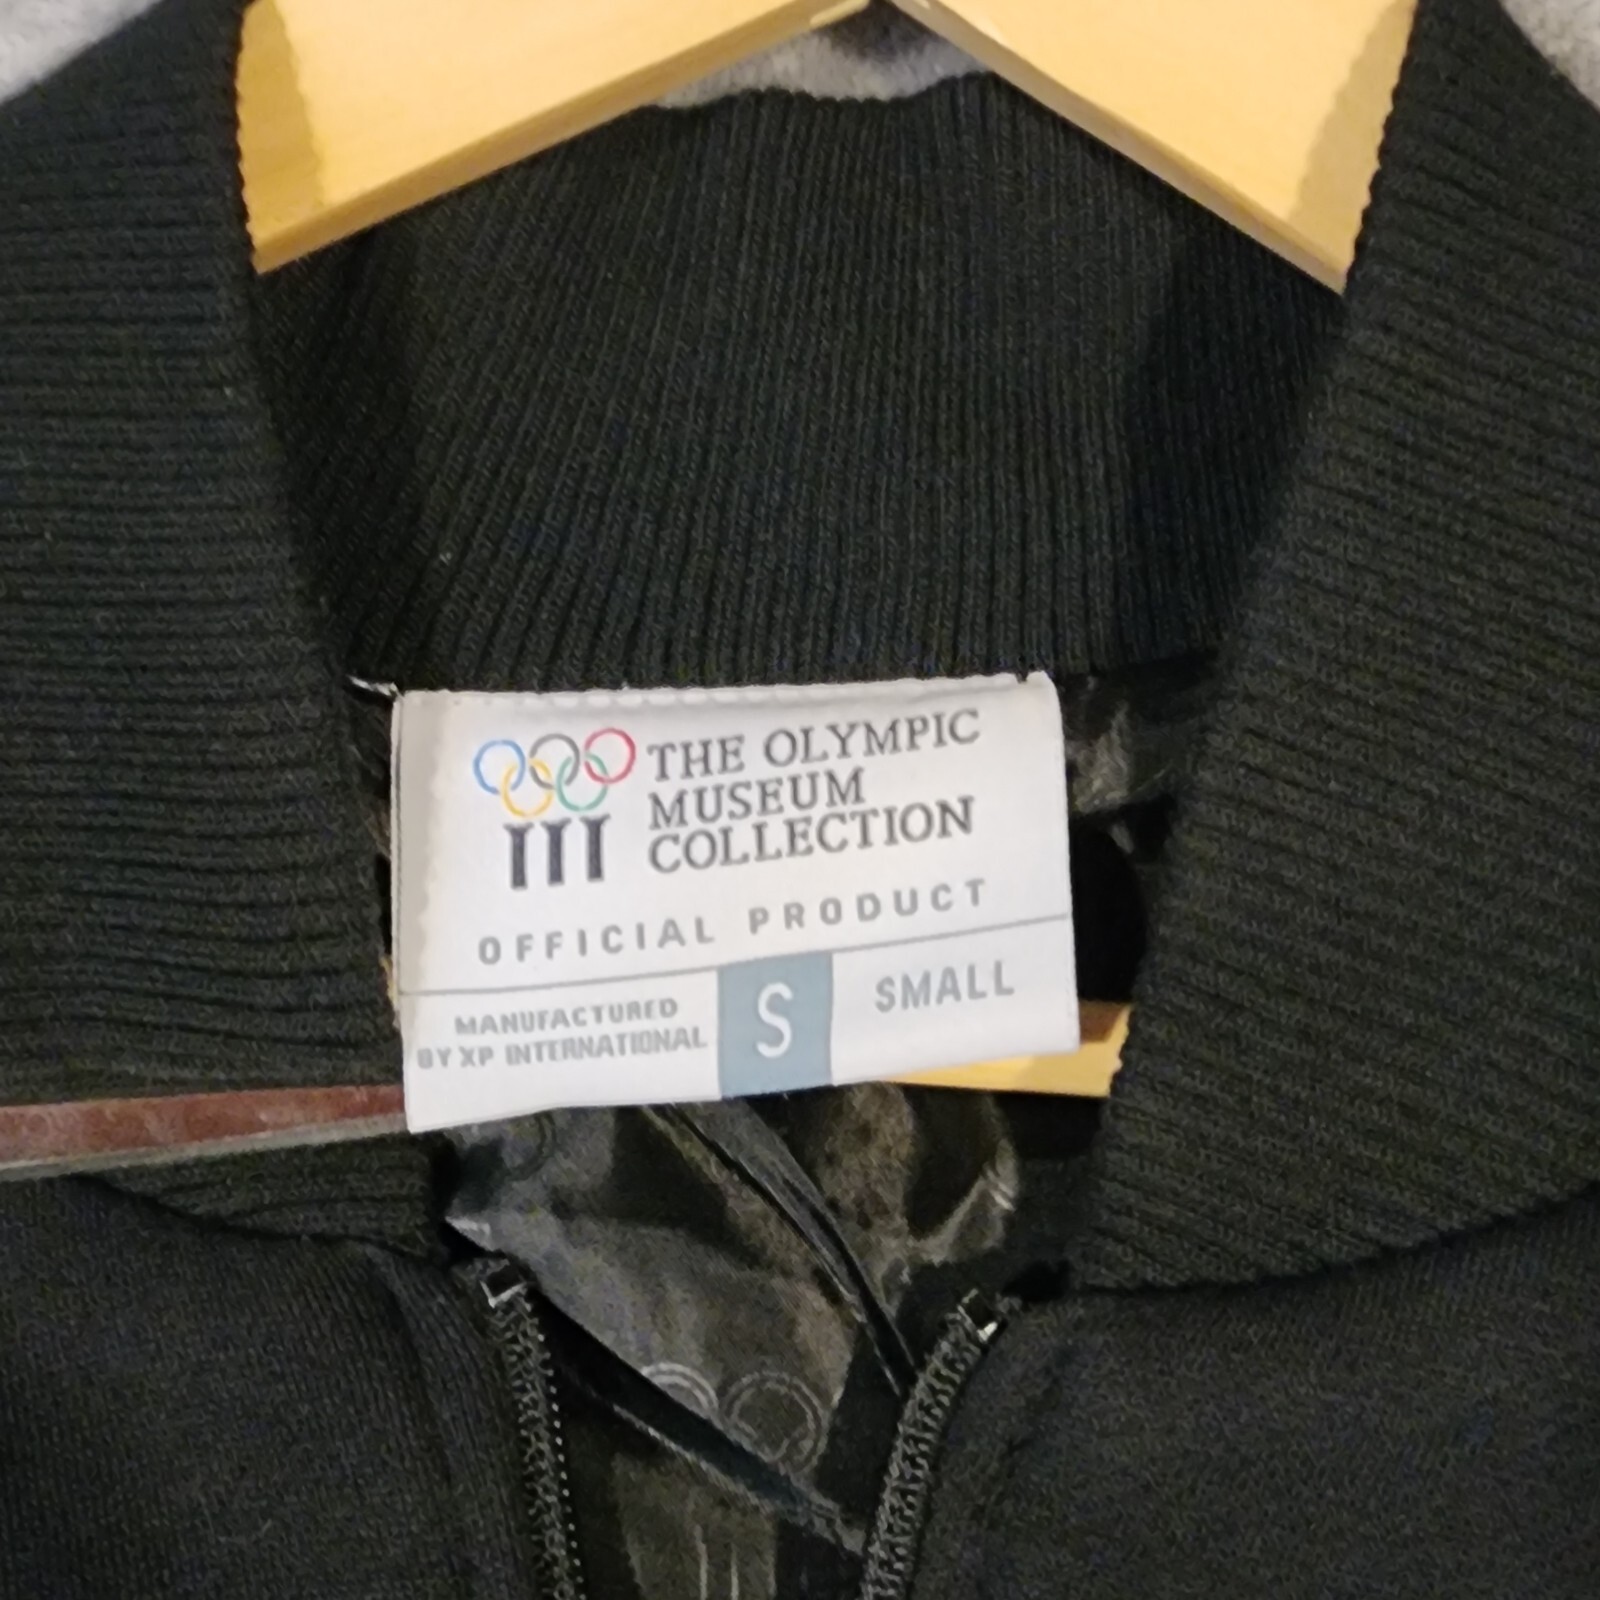 THE OLYMPIC
MUSEUM
COLLECTION
OFFICIAL PRODUCT
MANUFACTURED
BY XP INTERNATIONAL
S
SMALL